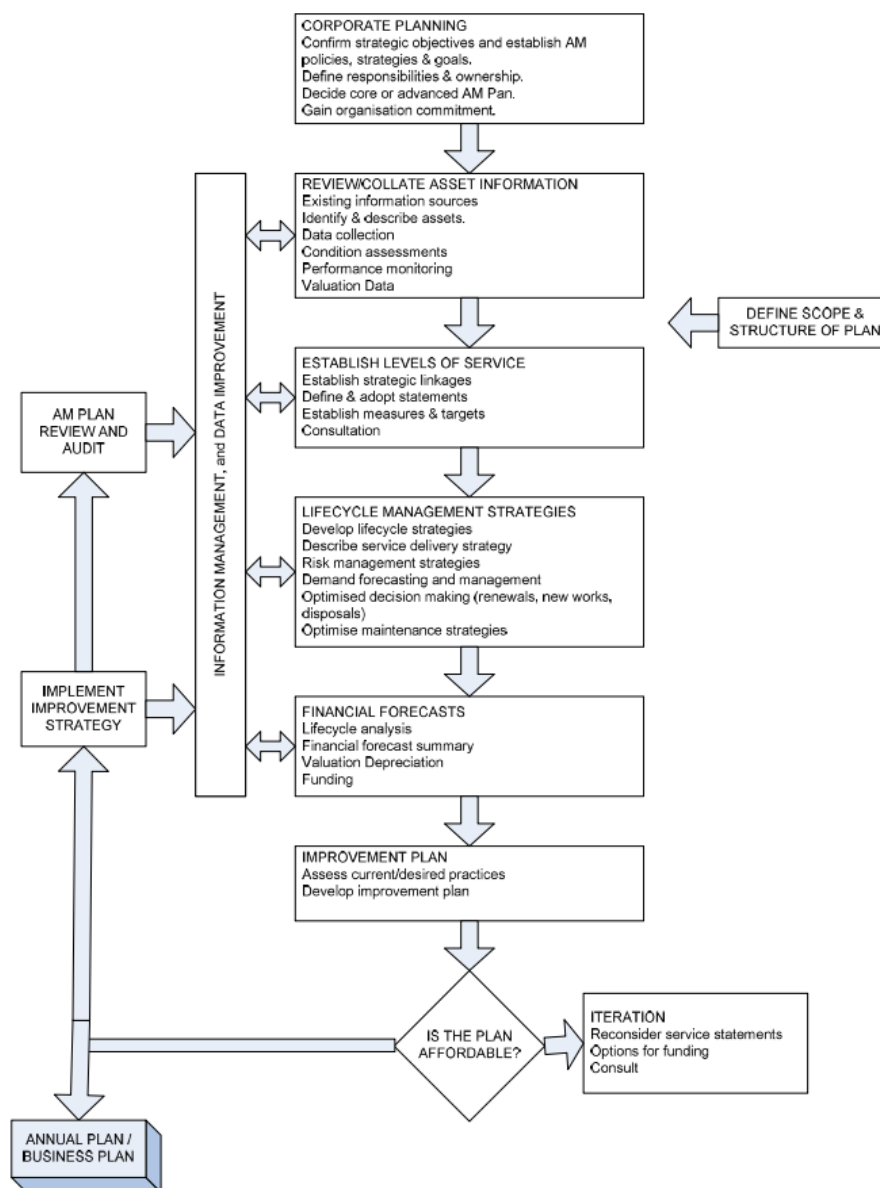 CORPORATE PLANNING
Confirm strategic objectives and establish AM
policies, strategies & goals.
Define responsibilities & ownership.
Decide core or advanced AM Pan.
Gain organisation commitment.
REVIEW/COLLATE ASSET INFORMATION
Existing information sources
Identify & describe assets.
Data collection
Condition assessments
Performance monitoring
Valuation Data
DEFINE SCOPE &
STRUCTURE OF PLAN
INFORMATION MANAGEMENT, and DATA IMPROVEMENT
ESTABLISH LEVELS OF SERVICE
Establish strategic linkages
Define & adopt statements
Establish measures & targets
Consultation
AM PLAN
REVIEW AND
AUDIT
LIFECYCLE MANAGEMENT STRATEGIES
Develop lifecycle strategies
Describe service delivery strategy
Risk management strategies
Demand forecasting and management
Optimised decision making (renewals, new works,
disposals)
Optimise maintenance strategies
IMPLEMENT
IMPROVEMENT
STRATEGY
FINANCIAL FORECASTS
Lifecycle analysis
Financial forecast summary
Valuation Depreciation
Funding
IMPROVEMENT PLAN
Assess current/desired practices
Develop improvement plan
IS THE PLAN
AFFORDABLE?
ITERATION
Reconsider service statements
Options for funding
Consult
ANNUAL PLAN /
BUSINESS PLAN